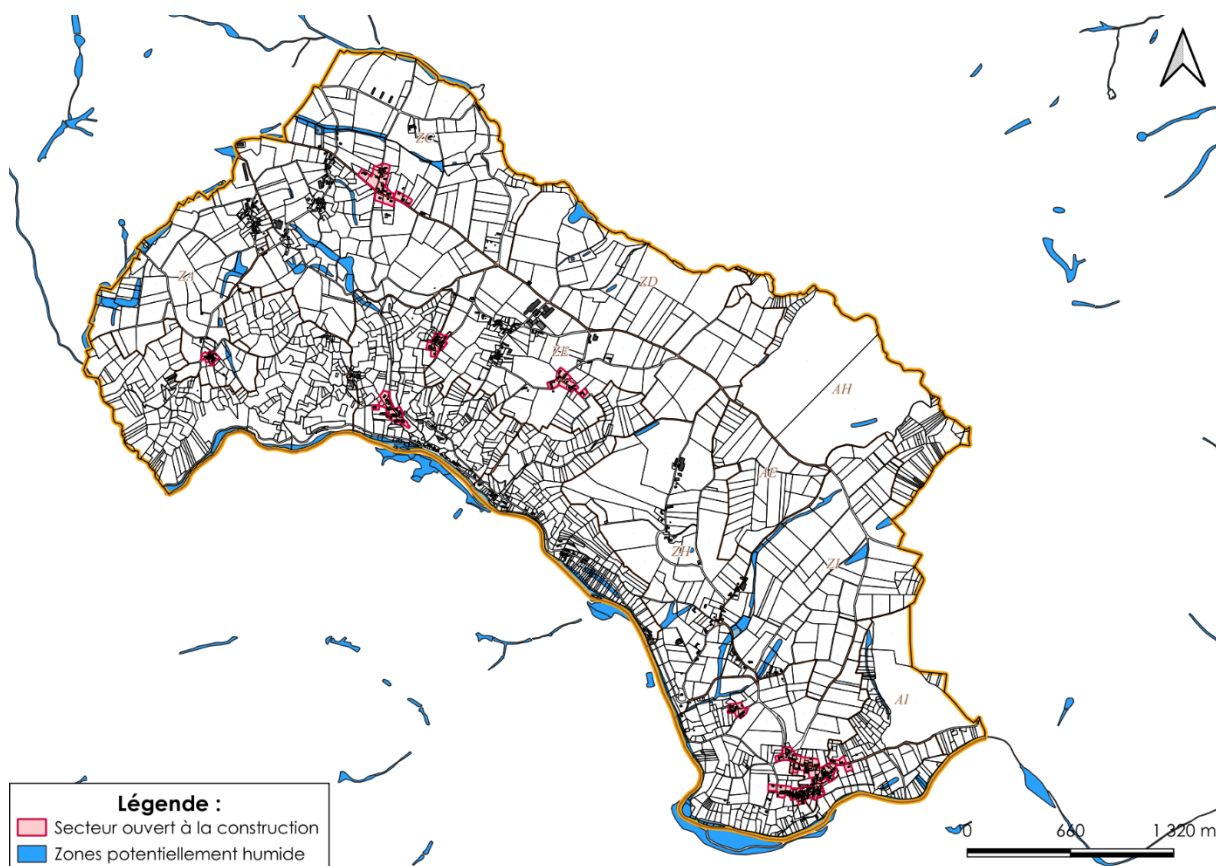 ZC
ZA
ZD
ZE
AH
AE
ZH
ZI
AI
Légende :
Secteur ouvert à la construction
Zones potentiellement humide
0 660 1 320 m